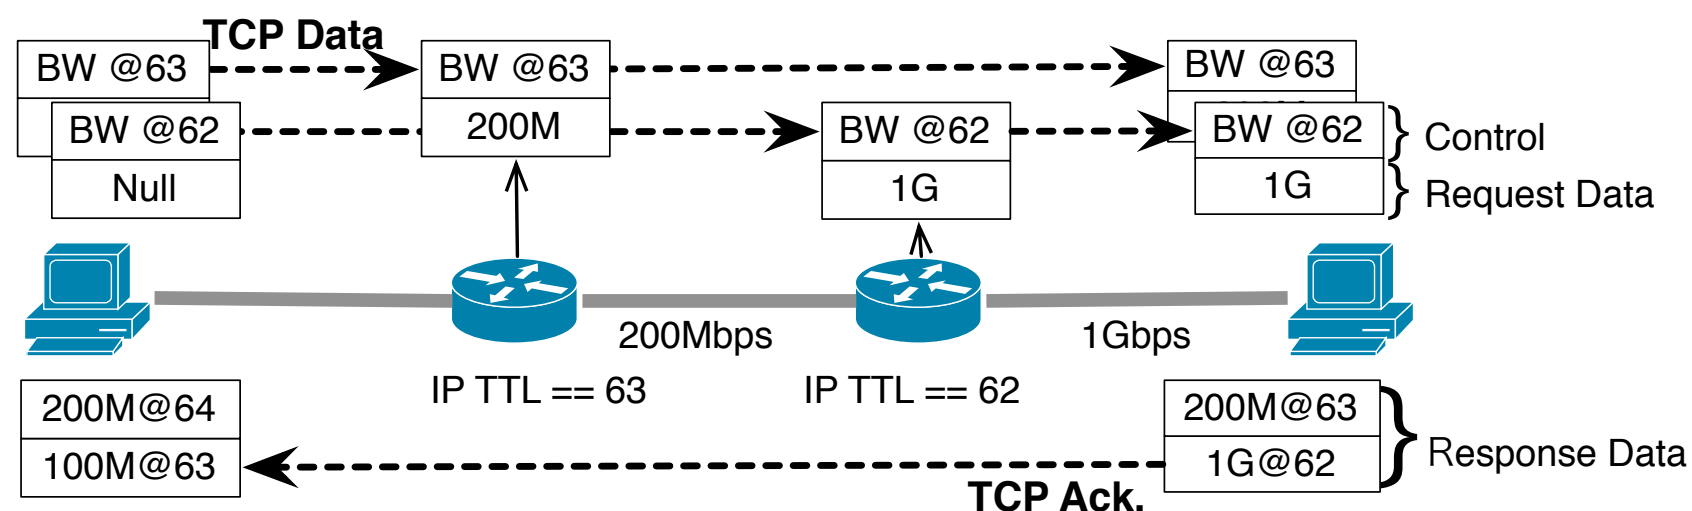 TCP Data
BW @63
BW @63
BW @63
BW @62
200M
BW @62
BW @62
Control
Null
1G
1G
Request Data
200Mbps
1Gbps
IP TTL == 63
IP TTL == 62
200M@64
200M@63
100M@63
1G@62
Response Data
TCP Ack.